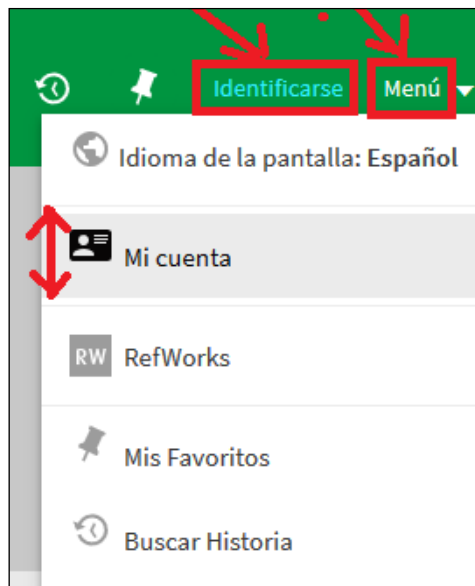 Identificarse Menú
Idioma de la pantalla: Español
Mi cuenta
RW RefWorks
Mis Favoritos
Buscar Historia